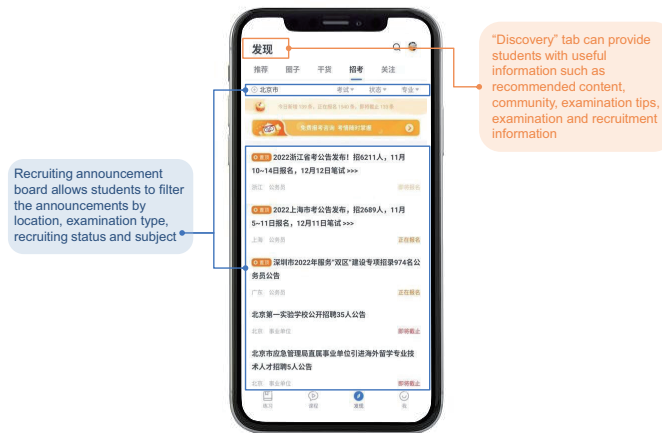 发现
推荐 圈子 干货 招考 关注
北京市 考试 状态 专业
免费报考咨询 考情随时掌握
2022浙江省考公告发布！招6211人，11月
10~14日报名，12月12日笔试 >>>
浙江 公务员 即将报名
2022上海市考公告发布，招2689人，11月
5~11日报名，12月11日笔试 >>>
上海 公务员 正在报名
深圳市2022年服务“双区”建设专项招录974名公
务员公告
广东 公务员 正在报名
北京第一实验学校公开招聘35人公告
北京 事业单位 即将截止
北京市应急管理局直属事业单位引进海外留学专业技
术人才招聘5人公告
北京 事业单位 即将截止
练习 课程 发现 我
Recruiting announcement
board allows students to filter
the announcements by
location, examination type,
recruiting status and subject
“Discovery” tab can provide
students with useful
information such as
recommended content,
community, examination tips,
examination and recruitment
information